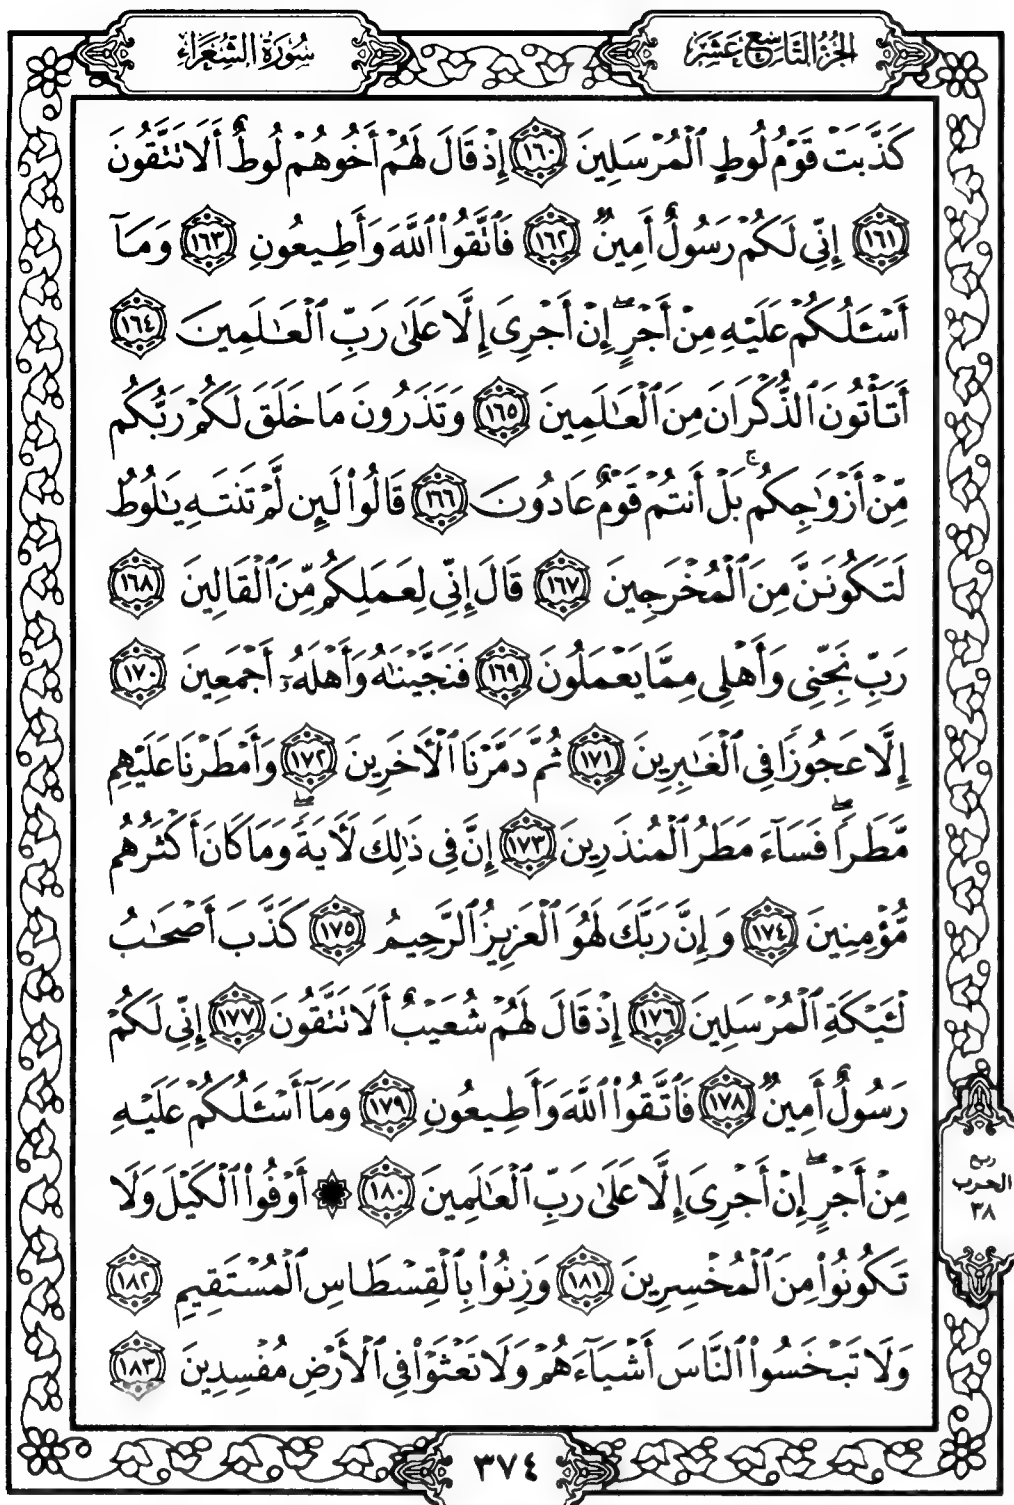 الجزء التاسع عشر
سورة الشعراء
كَذَّبَتْ قَوْمُ لُوطٍ ٱلْمُرْسَلِينَ ١٦٠ إِذْ قَالَ لَهُمْ أَخُوهُمْ لُوطٌ أَلَا تَتَّقُونَ
١٦١ إِنِّي لَكُمْ رَسُولٌ أَمِينٌ ١٦٢ فَٱتَّقُوا۟ ٱللَّهَ وَأَطِيعُونِ ١٦٣ وَمَآ
أَسْـَٔلُكُمْ عَلَيْهِ مِنْ أَجْرٍ ۖ إِنْ أَجْرِىَ إِلَّا عَلَىٰ رَبِّ ٱلْعَـٰلَمِينَ ١٦٤
أَتَأْتُونَ ٱلذُّكْرَانَ مِنَ ٱلْعَـٰلَمِينَ ١٦٥ وَتَذَرُونَ مَا خَلَقَ لَكُمْ رَبُّكُم
مِّنْ أَزْوَٰجِكُم ۚ بَلْ أَنتُمْ قَوْمٌ عَادُونَ ١٦٦ قَالُوا۟ لَئِن لَّمْ تَنتَهِ يَـٰلُوطُ
لَتَكُونَنَّ مِنَ ٱلْمُخْرَجِينَ ١٦٧ قَالَ إِنِّي لِعَمَلِكُم مِّنَ ٱلْقَالِينَ ١٦٨
رَبِّ نَجِّنِى وَأَهْلِى مِمَّا يَعْمَلُونَ ١٦٩ فَنَجَّيْنَـٰهُ وَأَهْلَهُۥٓ أَجْمَعِينَ ١٧٠
إِلَّا عَجُوزًا فِى ٱلْغَـٰبِرِينَ ١٧١ ثُمَّ دَمَّرْنَا ٱلْـَٔاخَرِينَ ١٧٢ وَأَمْطَرْنَا عَلَيْهِم
مَّطَرًا ۖ فَسَآءَ مَطَرُ ٱلْمُنذَرِينَ ١٧٣ إِنَّ فِى ذَٰلِكَ لَـَٔايَةً ۖ وَمَا كَانَ أَكْثَرُهُم
مُّؤْمِنِينَ ١٧٤ وَإِنَّ رَبَّكَ لَهُوَ ٱلْعَزِيزُ ٱلرَّحِيمُ ١٧٥ كَذَّبَ أَصْحَـٰبُ
لْـَٔيْكَةِ ٱلْمُرْسَلِينَ ١٧٦ إِذْ قَالَ لَهُمْ شُعَيْبٌ أَلَا تَتَّقُونَ ١٧٧ إِنِّي لَكُمْ
رَسُولٌ أَمِينٌ ١٧٨ فَٱتَّقُوا۟ ٱللَّهَ وَأَطِيعُونِ ١٧٩ وَمَآ أَسْـَٔلُكُمْ عَلَيْهِ
مِنْ أَجْرٍ ۖ إِنْ أَجْرِىَ إِلَّا عَلَىٰ رَبِّ ٱلْعَـٰلَمِينَ ١٨٠ ۞ أَوْفُوا۟ ٱلْكَيْلَ وَلَا
تَكُونُوا۟ مِنَ ٱلْمُخْسِرِينَ ١٨١ وَزِنُوا۟ بِٱلْقِسْطَاسِ ٱلْمُسْتَقِيمِ ١٨٢
وَلَا تَبْخَسُوا۟ ٱلنَّاسَ أَشْيَآءَهُمْ وَلَا تَعْثَوْا۟ فِى ٱلْأَرْضِ مُفْسِدِينَ ١٨٣
ربع
الحزب
٣٨
٣٧٤